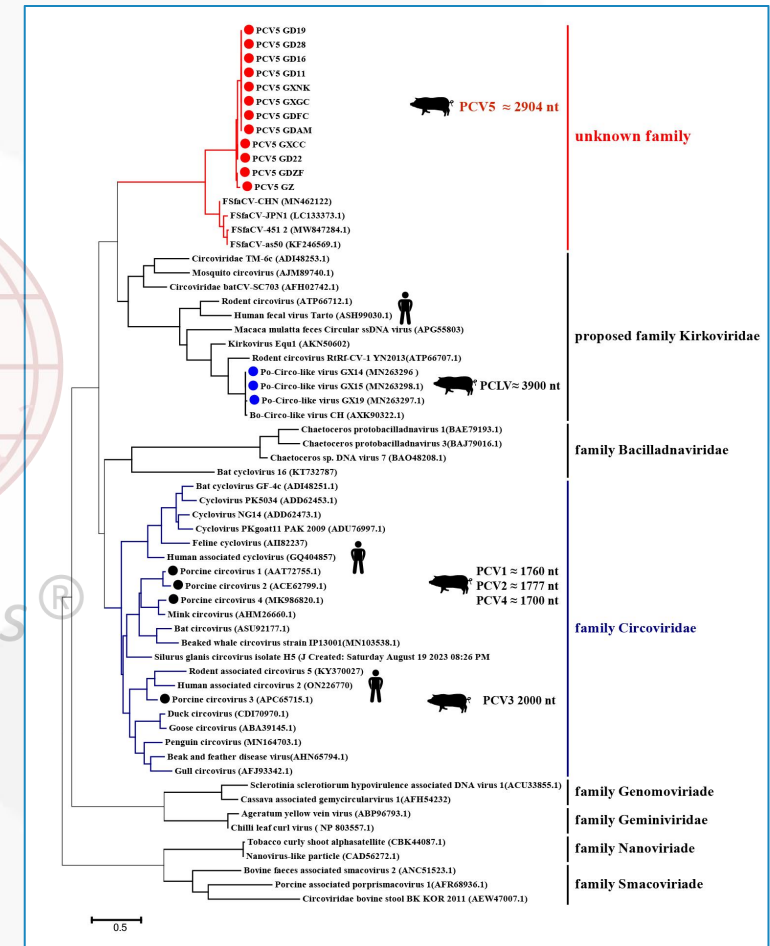 PCV5 GD19
PCV5 GD28
PCV5 GD16
PCV5 GD11
PCV5 GXNK
PCV5 GXGC
PCV5 GDFC
PCV5 GDAM
PCV5 GXCC
PCV5 GD22
PCV5 GDZF
PCV5 GZ
FSfaCV-CHN (MN462122)
FSfaCV-JPN1 (LC133373.1)
FSfaCV-451 2 (MW847284.1)
FSfaCV-as50 (KF246569.1)
PCV5 ≈ 2904 nt
unknown family
Circoviridae TM-6c (ADI48253.1)
Mosquito circovirus (AJM89740.1)
Circoviridae batCV-SC703 (AFH02742.1)
Rodent circovirus (ATP66712.1)
Human fecal virus Tarto (ASH99030.1)
Macaca mulatta feces Circular ssDNA virus (APG55803)
Kirkovirus Equ1 (AKN50602)
Rodent circovirus RtRf-CV-1 YN2013(ATP66707.1)
Po-Circo-like virus GX14 (MN263296 )
Po-Circo-like virus GX15 (MN263298.1)
Po-Circo-like virus GX19 (MN263297.1)
Bo-Circo-like virus CH (AXK90322.1)
PCLV≈ 3900 nt
proposed family Kirkoviridae
Chaetoceros protobacilladnavirus 1(BAE79193.1)
Chaetoceros protobacilladnavirus 3(BAJ79016.1)
Chaetoceros sp. DNA virus 7 (BAO48208.1)
Bat cyclovirus 16 (KT732787)
family Bacilladnaviridae
Bat cyclovirus GF-4c (ADI48251.1)
Cyclovirus PK5034 (ADD62453.1)
Cyclovirus NG14 (ADD62473.1)
Cyclovirus PKgoat11 PAK 2009 (ADU76997.1)
Feline cyclovirus (AII82237)
Human associated cyclovirus (GQ404857)
Porcine circovirus 1 (AAT72755.1)
Porcine circovirus 2 (ACE62799.1)
Porcine circovirus 4 (MK986820.1)
Mink circovirus (AHM26660.1)
Bat circovirus (ASU92177.1)
Beaked whale circovirus strain IP13001(MN103538.1)
Silurus glanis circovirus isolate H5 (J Created: Saturday August 19 2023 08:26 PM
Rodent associated circovirus 5 (KY370027)
Human associated circovirus 2 (ON226770)
Porcine circovirus 3 (APC65715.1)
Duck circovirus (CDI70970.1)
Goose circovirus (ABA39145.1)
Penguin circovirus (MN164703.1)
Beak and feather disease virus(AHN65794.1)
Gull circovirus (AFJ93342.1)
PCV1 ≈ 1760 nt
PCV2 ≈ 1777 nt
PCV4 ≈ 1700 nt
PCV3 2000 nt
family Circoviridae
Sclerotinia sclerotiorum hypovirulence associated DNA virus 1(ACU33855.1)
Cassava associated gemycircularvirus 1(AFH54232)
family Genomoviriade
Ageratum yellow vein virus (ABP96793.1)
Chilli leaf curl virus ( NP 803557.1)
family Geminiviridae
Tobacco curly shoot alphasatellite (CBK44087.1)
Nanovirus-like particle (CAD56272.1)
family Nanoviriade
Bovine faeces associated smacovirus 2 (ANC51523.1)
Porcine associated porprismacovirus 1(AFR68936.1)
Circoviridae bovine stool BK KOR 2011 (AEW47007.1)
family Smacoviriade
0.5
s®